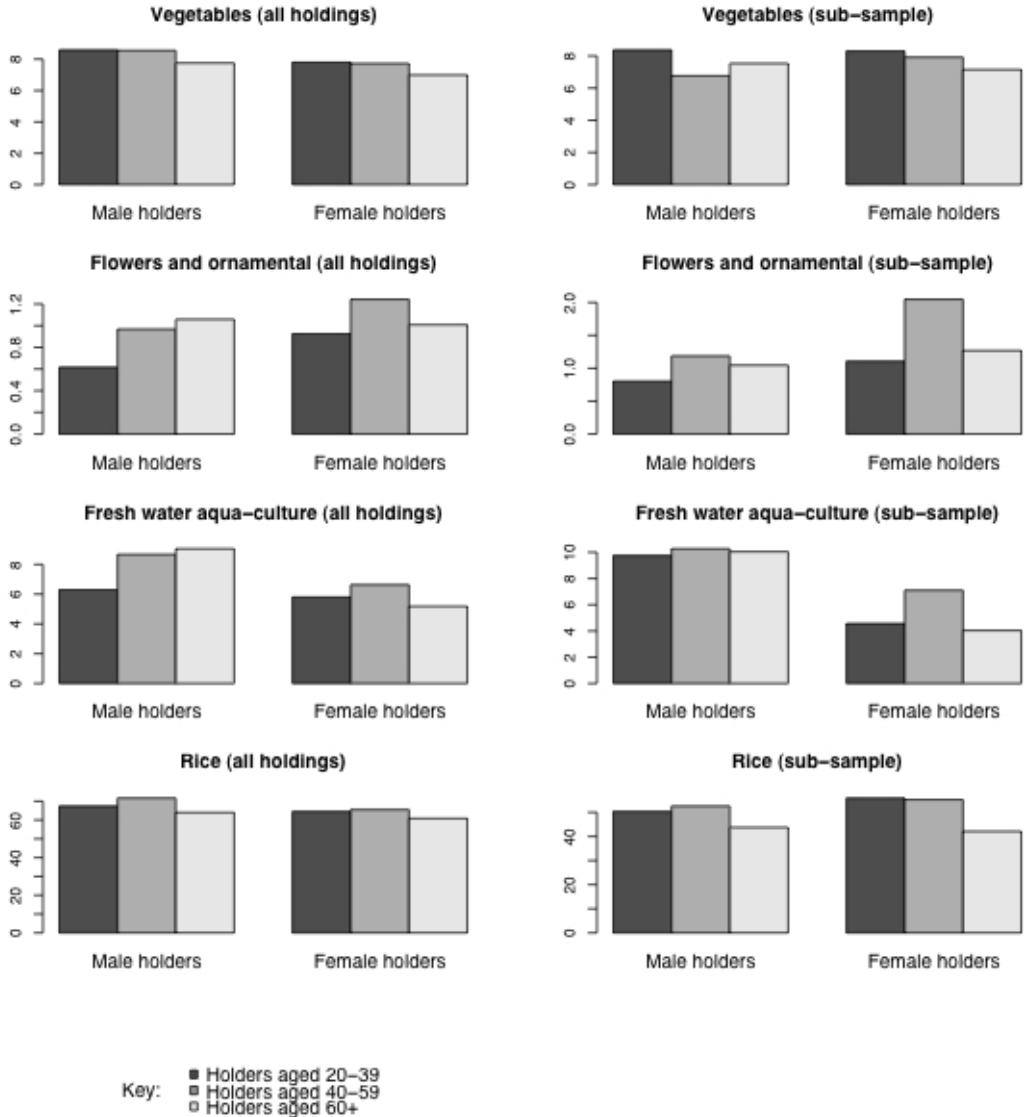 Vegetables (all holdings)
Vegetables (sub−sample)
0 2 4 6 8
0 2 4 6 8
Male holders
Female holders
Male holders
Female holders
Flowers and ornamental (all holdings)
Flowers and ornamental (sub−sample)
0.0 0.4 0.8 1.2
0.0 1.0 2.0
Male holders
Female holders
Male holders
Female holders
Fresh water aqua−culture (all holdings)
Fresh water aqua−culture (sub−sample)
0 2 4 6 8
0 2 4 6 8 10
Male holders
Female holders
Male holders
Female holders
Rice (all holdings)
Rice (sub−sample)
0 20 40 60
0 20 40
Male holders
Female holders
Male holders
Female holders
Key:
Holders aged 20−39
Holders aged 40−59
Holders aged 60+